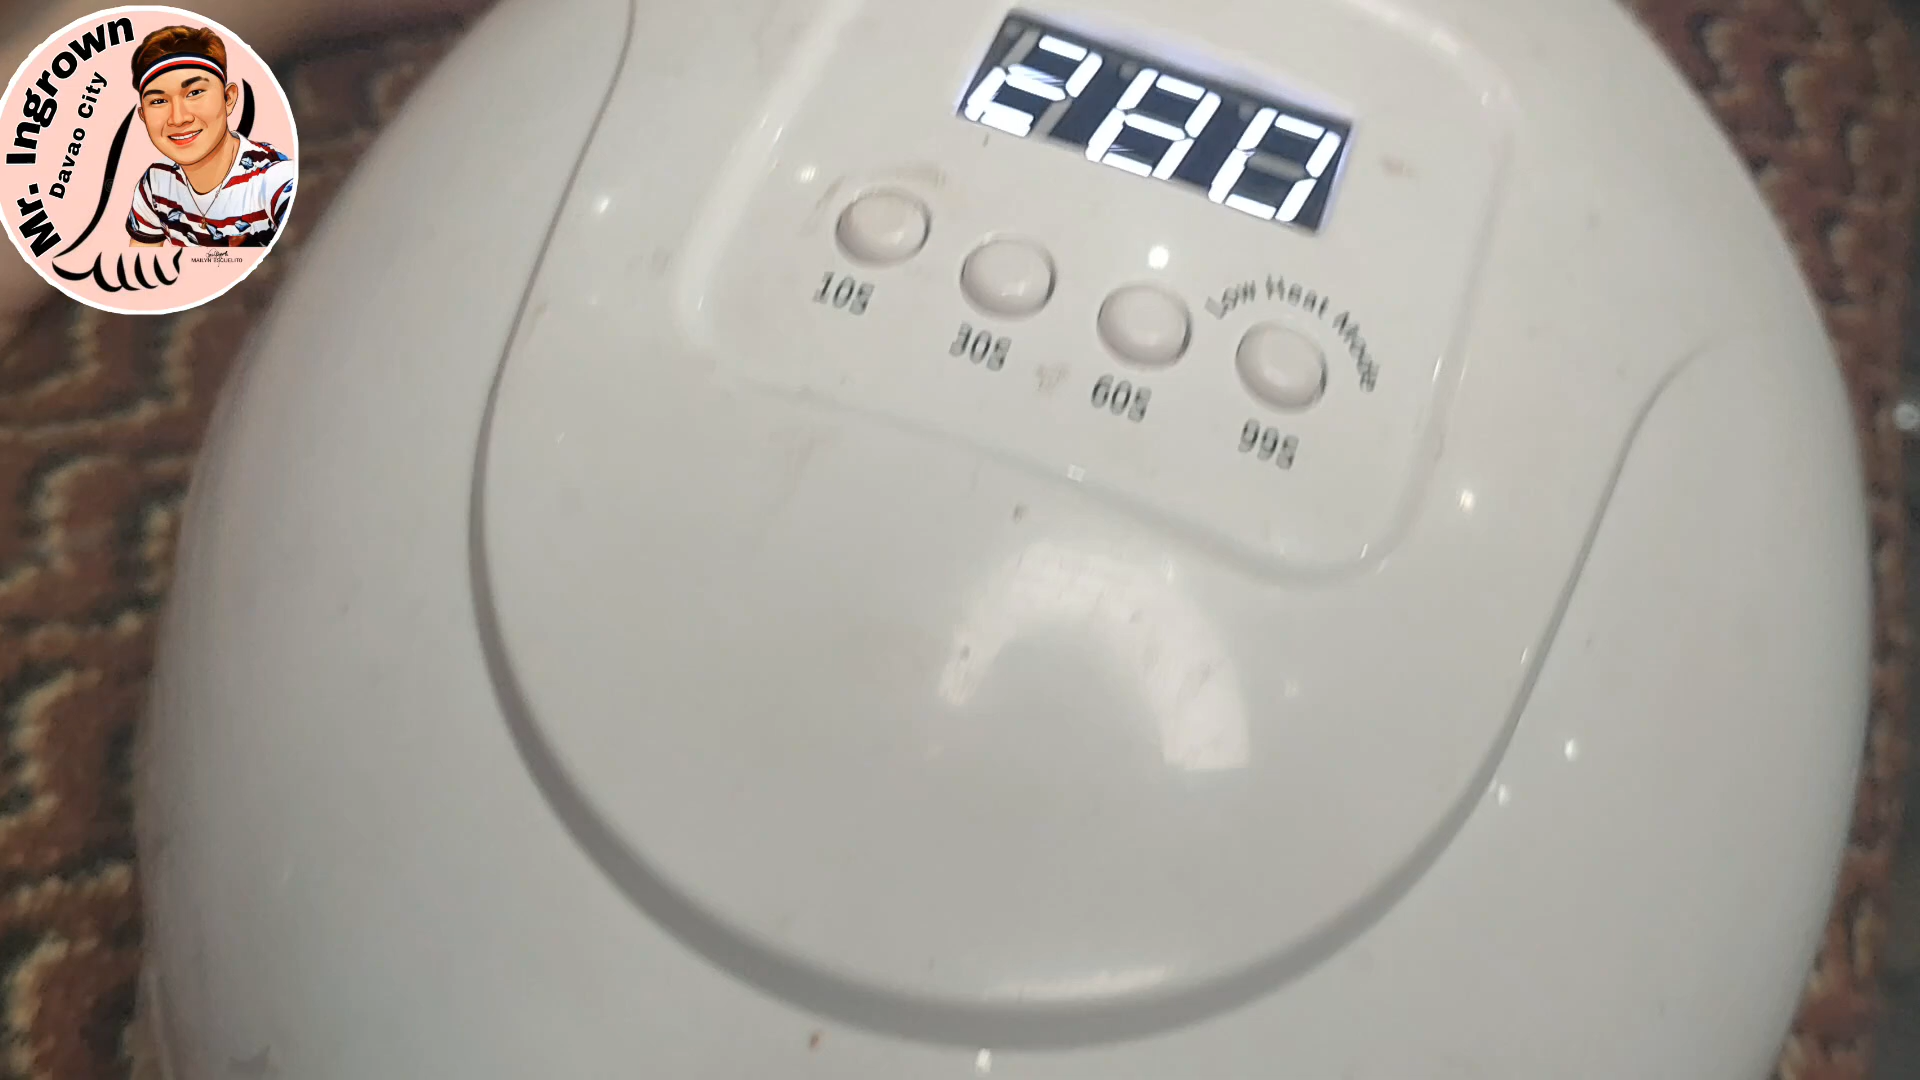 Mr. Ingrown
Davao City
280
10S
30S
60S
Low Heat Mode
99S